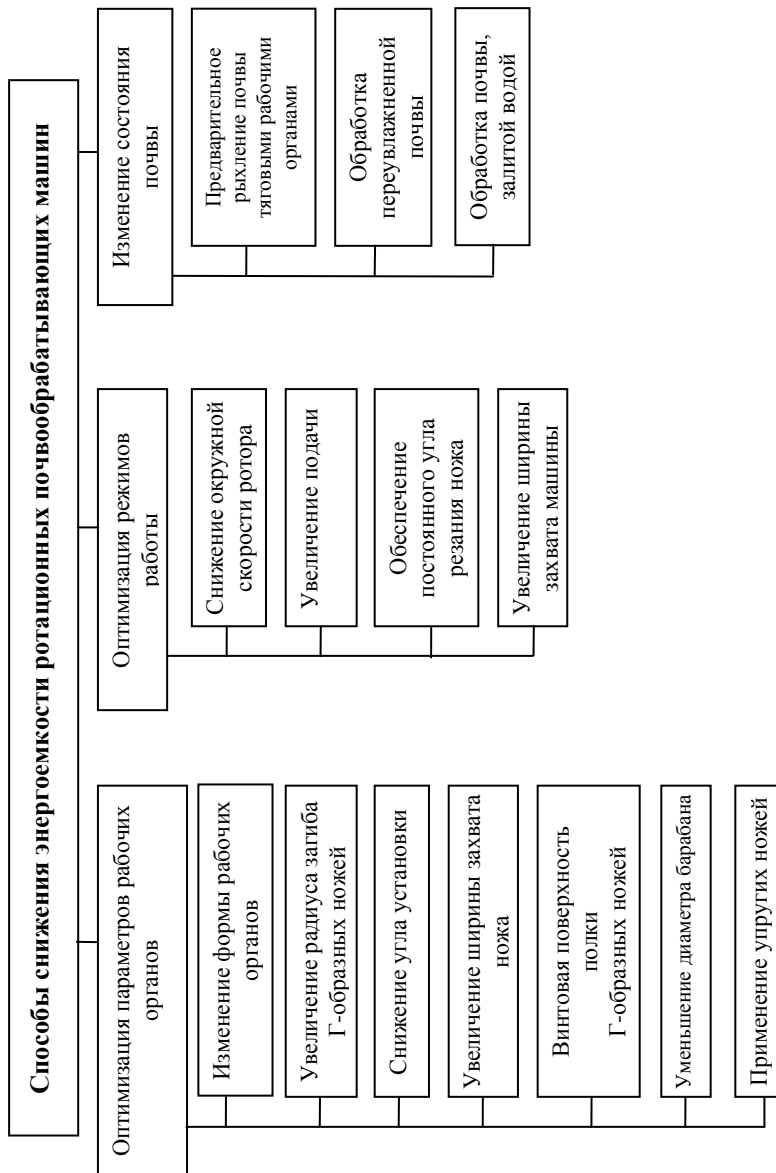 Способы снижения энергоемкости ротационных почвообрабатывающих машин
Оптимизация параметров рабочих
органов
Изменение формы рабочих
органов
Увеличение радиуса загиба
Г-образных ножей
Снижение угла установки
Увеличение ширины захвата
ножа
Винтовая поверхность
полки
Г-образных ножей
Уменьшение диаметра барабана
Применение упругих ножей
Оптимизация режимов
работы
Снижение окружной
скорости ротора
Увеличение подачи
Обеспечение
постоянного угла
резания ножа
Увеличение ширины
захвата машины
Изменение состояния
почвы
Предварительное
рыхление почвы
тяговыми рабочими
органами
Обработка
переувлажненной
почвы
Обработка почвы,
залитой водой